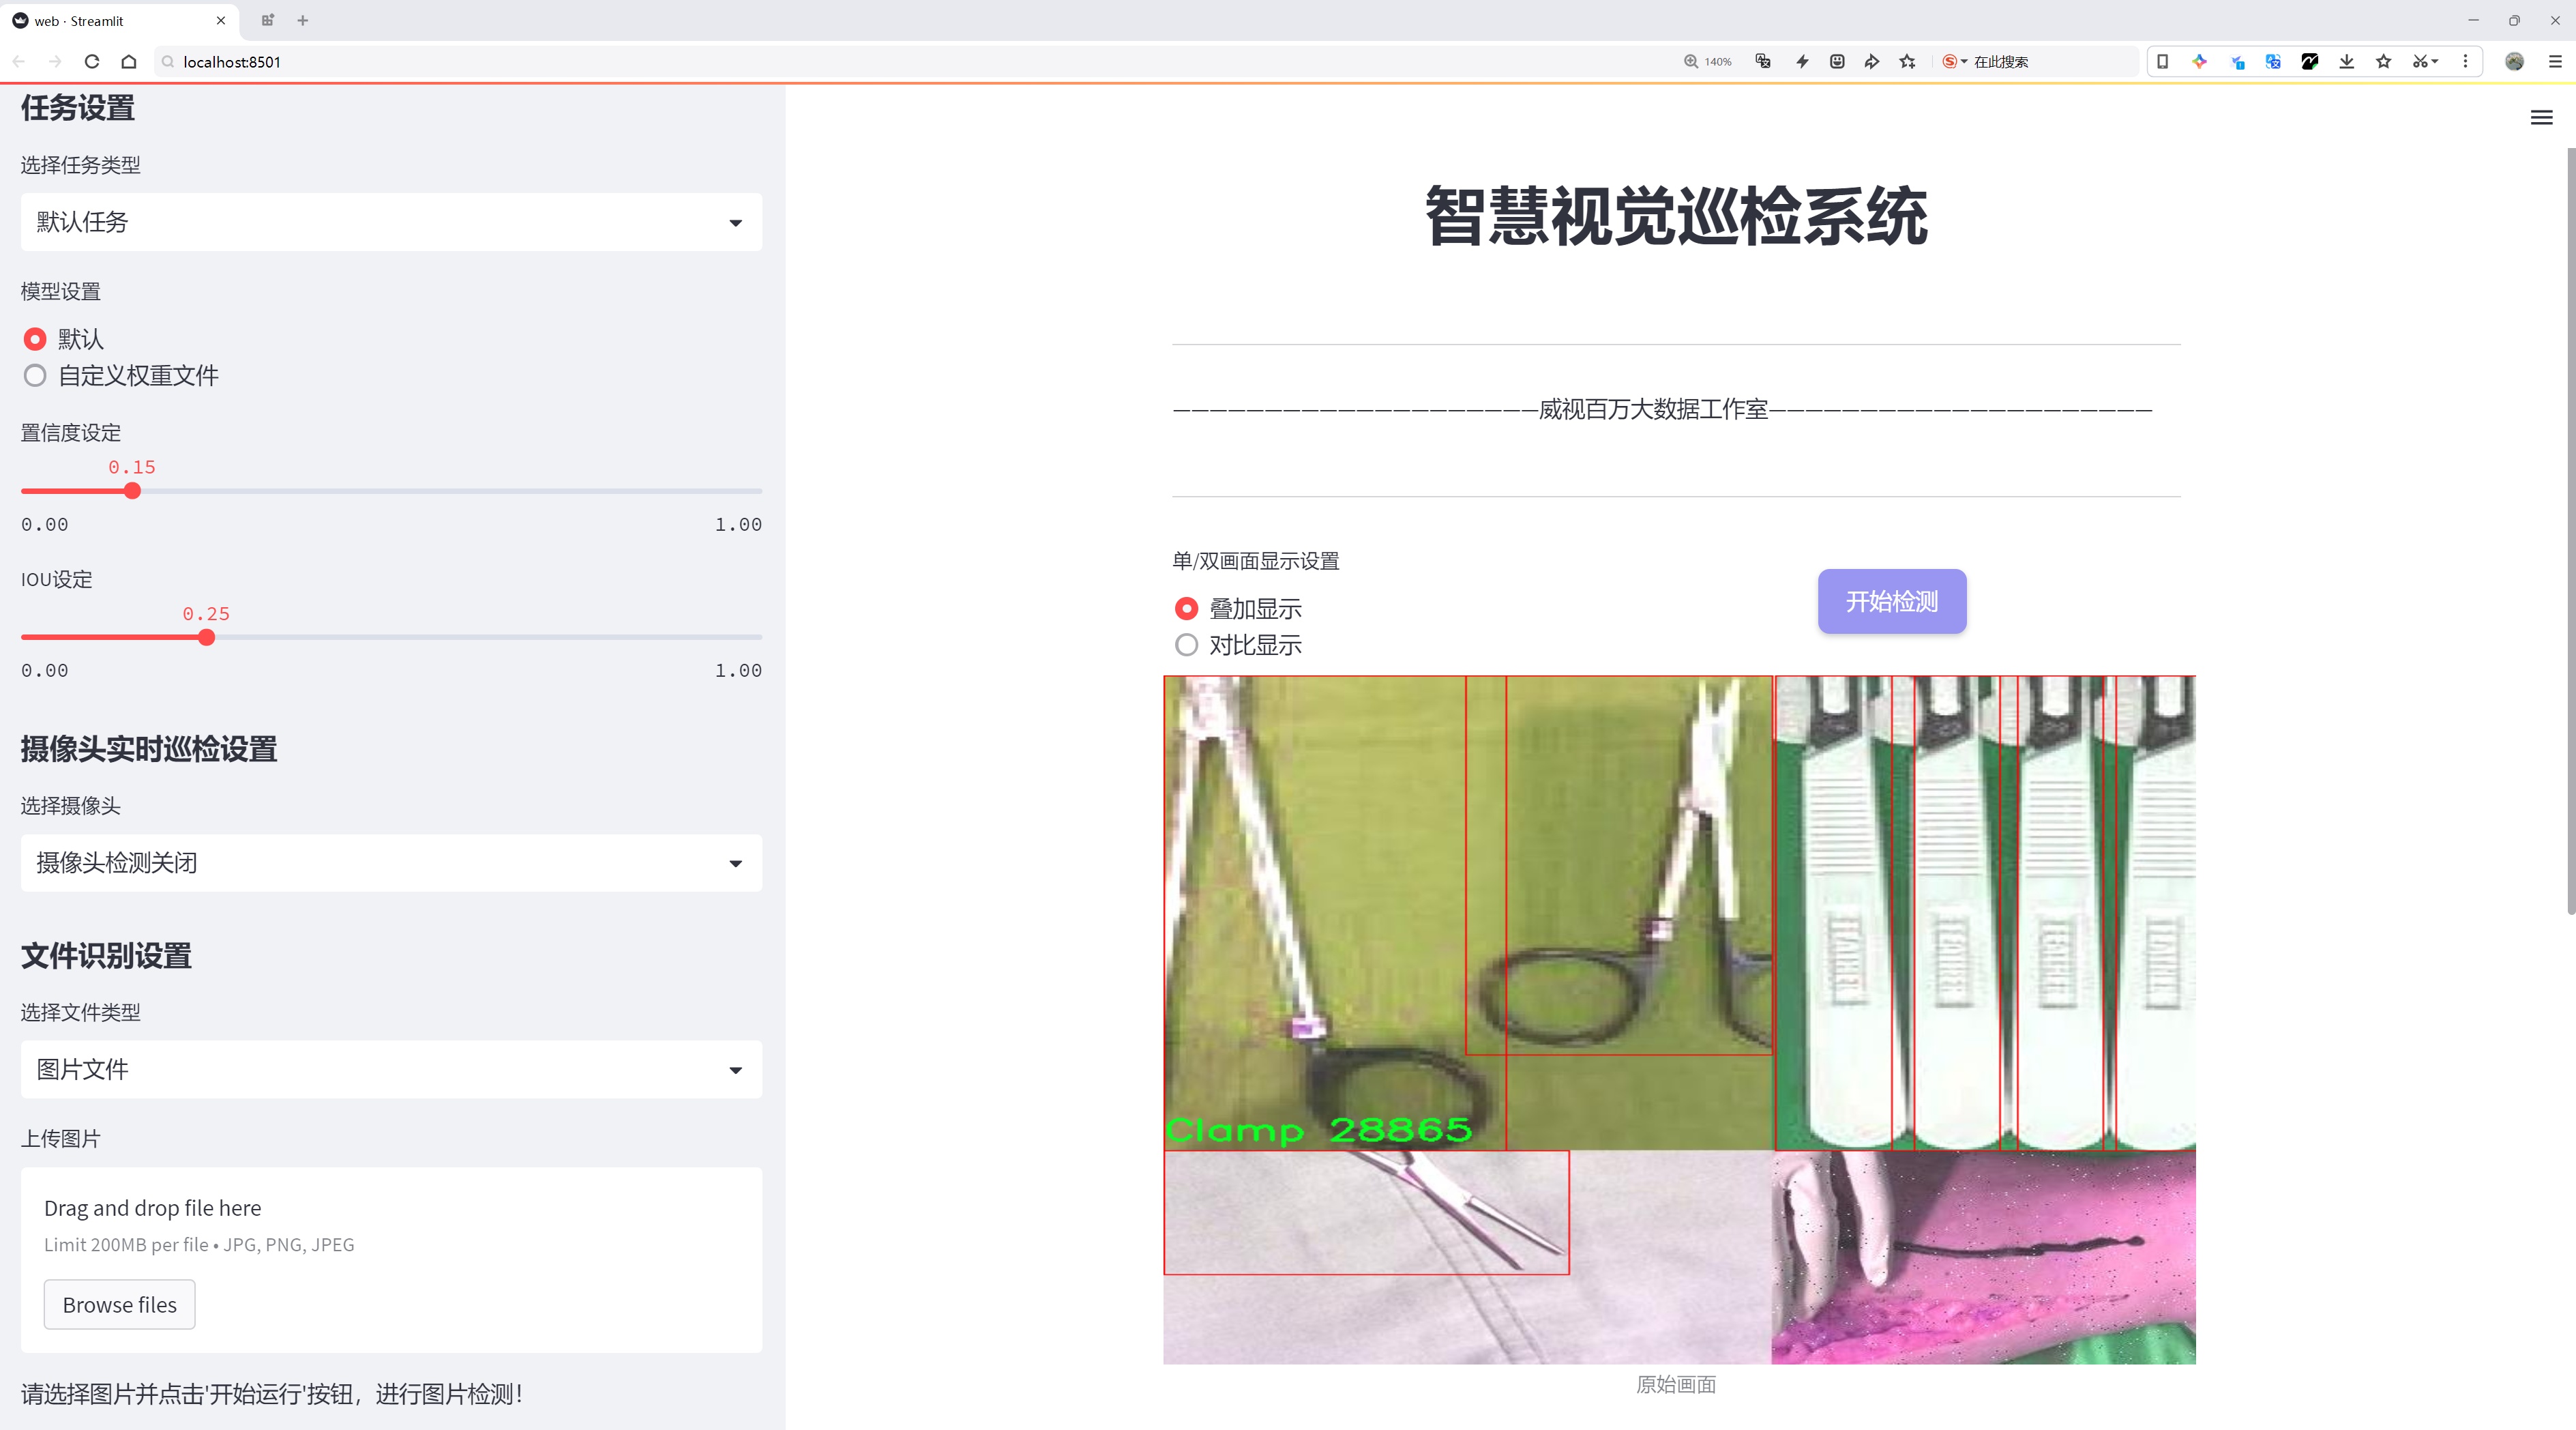 web · Streamlit
localhost:8501
140%
在此搜索
任务设置
选择任务类型
默认任务
模型设置
默认
自定义权重文件
置信度设定
0.15
0.00
1.00
IOU设定
0.25
0.00
1.00
摄像头实时巡检设置
选择摄像头
摄像头检测关闭
文件识别设置
选择文件类型
图片文件
上传图片
Drag and drop file here
Limit 200MB per file • JPG, PNG, JPEG
Browse files
请选择图片并点击'开始运行'按钮，进行图片检测！
智慧视觉巡检系统
————————————————————威视百万大数据工作室—————————————————————
单/双画面显示设置
叠加显示
对比显示
开始检测
Clamp 28865
原始画面